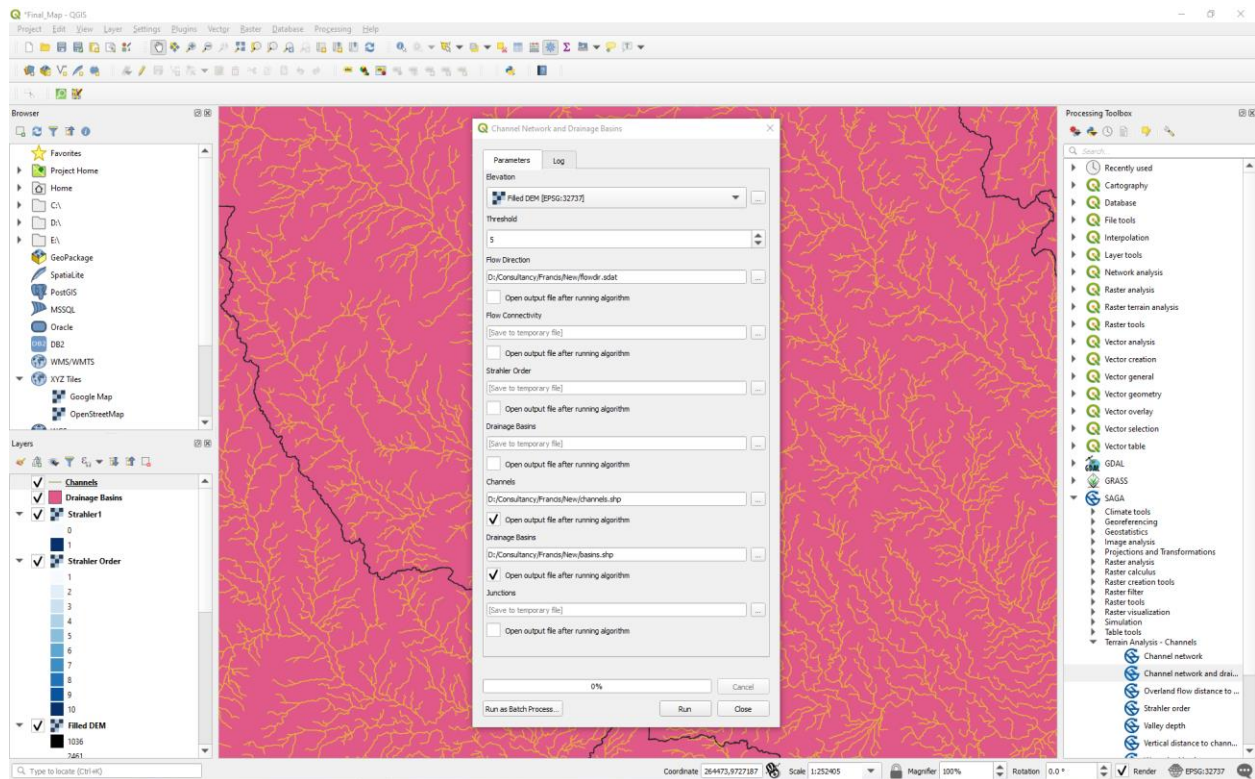 *Final_Map - QGIS
Project Edit View Layer Settings Plugins Vector Raster Database Processing Help
Browser
Favorites
Project Home
Home
C:\
D:\
E:\
GeoPackage
SpatiaLite
PostGIS
MSSQL
Oracle
DB2 DB2
WMS/WMTS
XYZ Tiles
Google Map
OpenStreetMap
Layers
Channels
Drainage Basins
Strahler1
0
1
Strahler Order
1
2
3
4
5
6
7
8
9
10
Filled DEM
1036
2461
Channel Network and Drainage Basins
Parameters Log
Elevation
Filled DEM [EPSG:32737]
...
Threshold
5
Flow Direction
D:/Consultancy/Francis/New/flowdir.sdat
...
Open output file after running algorithm
Flow Connectivity
[Save to temporary file]
...
Open output file after running algorithm
Strahler Order
[Save to temporary file]
...
Open output file after running algorithm
Drainage Basins
[Save to temporary file]
...
Open output file after running algorithm
Channels
D:/Consultancy/Francis/New/channels.shp
...
Open output file after running algorithm
Drainage Basins
D:/Consultancy/Francis/New/basins.shp
...
Open output file after running algorithm
Junctions
[Save to temporary file]
...
Open output file after running algorithm
0% Cancel
Run as Batch Process... Run Close
Processing Toolbox
Search...
Recently used
Cartography
Database
File tools
Interpolation
Layer tools
Network analysis
Raster analysis
Raster terrain analysis
Raster tools
Vector analysis
Vector creation
Vector general
Vector geometry
Vector overlay
Vector selection
Vector table
GDAL
GRASS
SAGA
Climate tools
Georeferencing
Geostatistics
Image analysis
Projections and Transformations
Raster analysis
Raster calculus
Raster creation tools
Raster filter
Raster tools
Raster visualization
Simulation
Table tools
Terrain Analysis - Channels
Channel network
Channel network and drai...
Overland flow distance to ...
Strahler order
Valley depth
Vertical distance to chann...
Type to locate (Ctrl+K)
Coordinate 264473,9727187 Scale 1:252405 Magnifier 100% Rotation 0.0 ° Render EPSG:32737